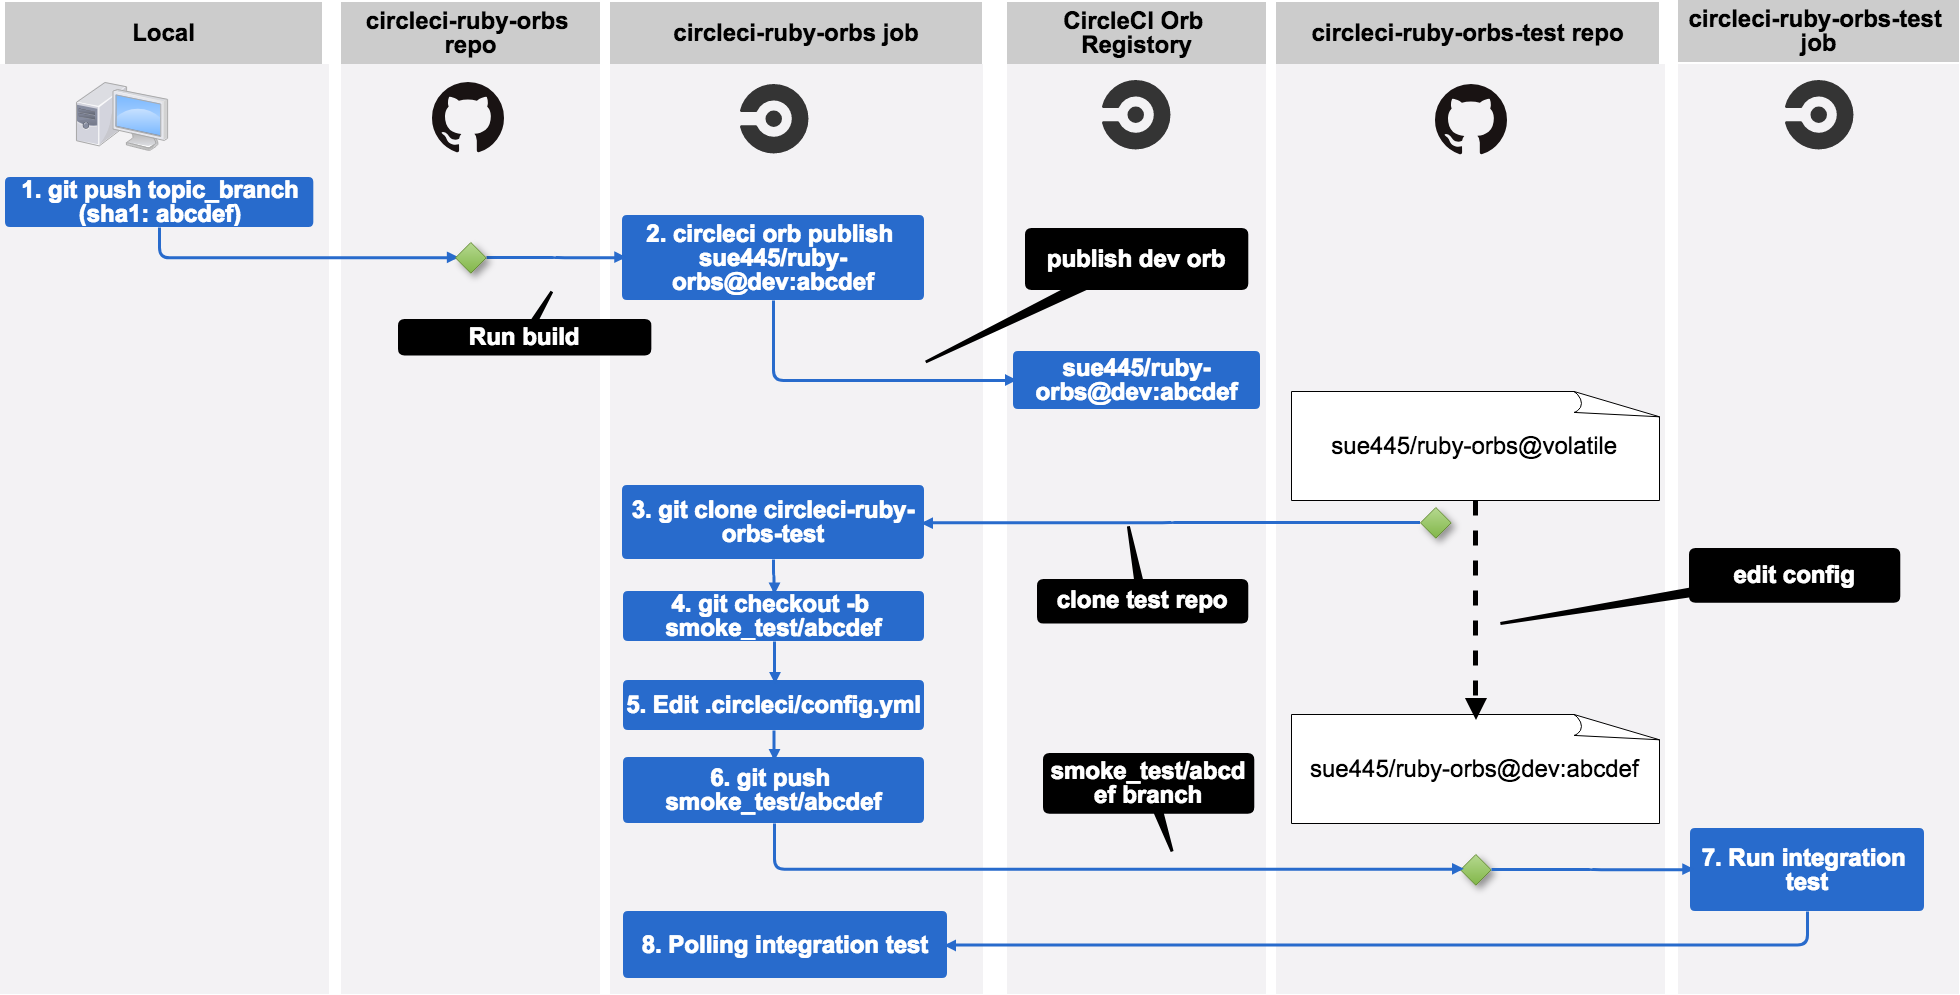 Local
circleci-ruby-orbs
repo
circleci-ruby-orbs job
CircleCI Orb
Registory
circleci-ruby-orbs-test repo
circleci-ruby-orbs-test
job
1. git push topic_branch
(sha1: abcdef)
2. circleci orb publish
sue445/ruby-
orbs@dev:abcdef
publish dev orb
Run build
sue445/ruby-
orbs@dev:abcdef
sue445/ruby-orbs@volatile
3. git clone circleci-ruby-
orbs-test
edit config
clone test repo
4. git checkout -b
smoke_test/abcdef
5. Edit .circleci/config.yml
6. git push
smoke_test/abcdef
smoke_test/abcd
ef branch
sue445/ruby-orbs@dev:abcdef
7. Run integration
test
8. Polling integration test